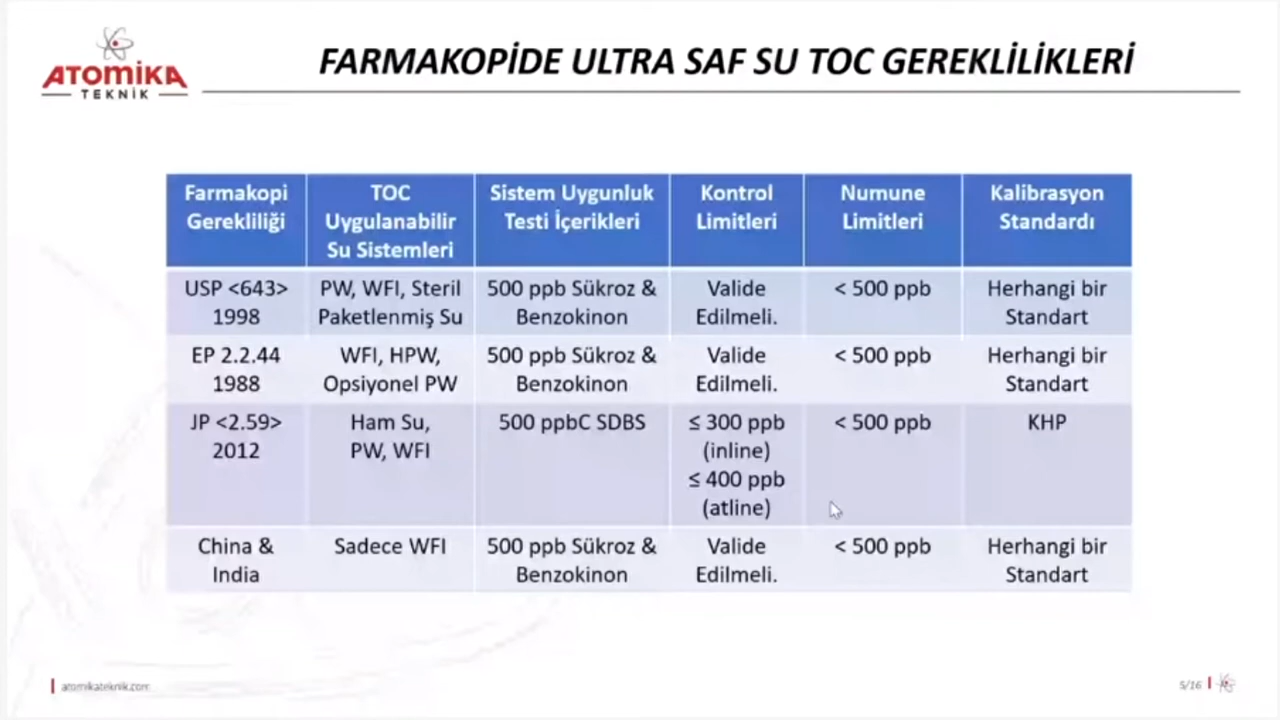 ATOMİKA
TEKNİK
FARMAKOPİDE ULTRA SAF SU TOC GEREKLİLİKLERİ
Farmakopi
Gerekliliği
TOC
Uygulanabilir
Su Sistemleri
Sistem Uygunluk
Testi İçerikleri
Kontrol
Limitleri
Numune
Limitleri
Kalibrasyon
Standardı
USP <643>
1998
PW, WFI, Steril
Paketlenmiş Su
500 ppb Sükroz &
Benzokinon
Valide
Edilmeli.
< 500 ppb
Herhangi bir
Standart
EP 2.2.44
1988
WFI, HPW,
Opsiyonel PW
500 ppb Sükroz &
Benzokinon
Valide
Edilmeli.
< 500 ppb
Herhangi bir
Standart
JP <2.59>
2012
Ham Su,
PW, WFI
500 ppbC SDBS
≤ 300 ppb
(inline)
≤ 400 ppb
(atline)
< 500 ppb
KHP
China &
India
Sadece WFI
500 ppb Sükroz &
Benzokinon
Valide
Edilmeli.
< 500 ppb
Herhangi bir
Standart
atomikateknik.com
5/16